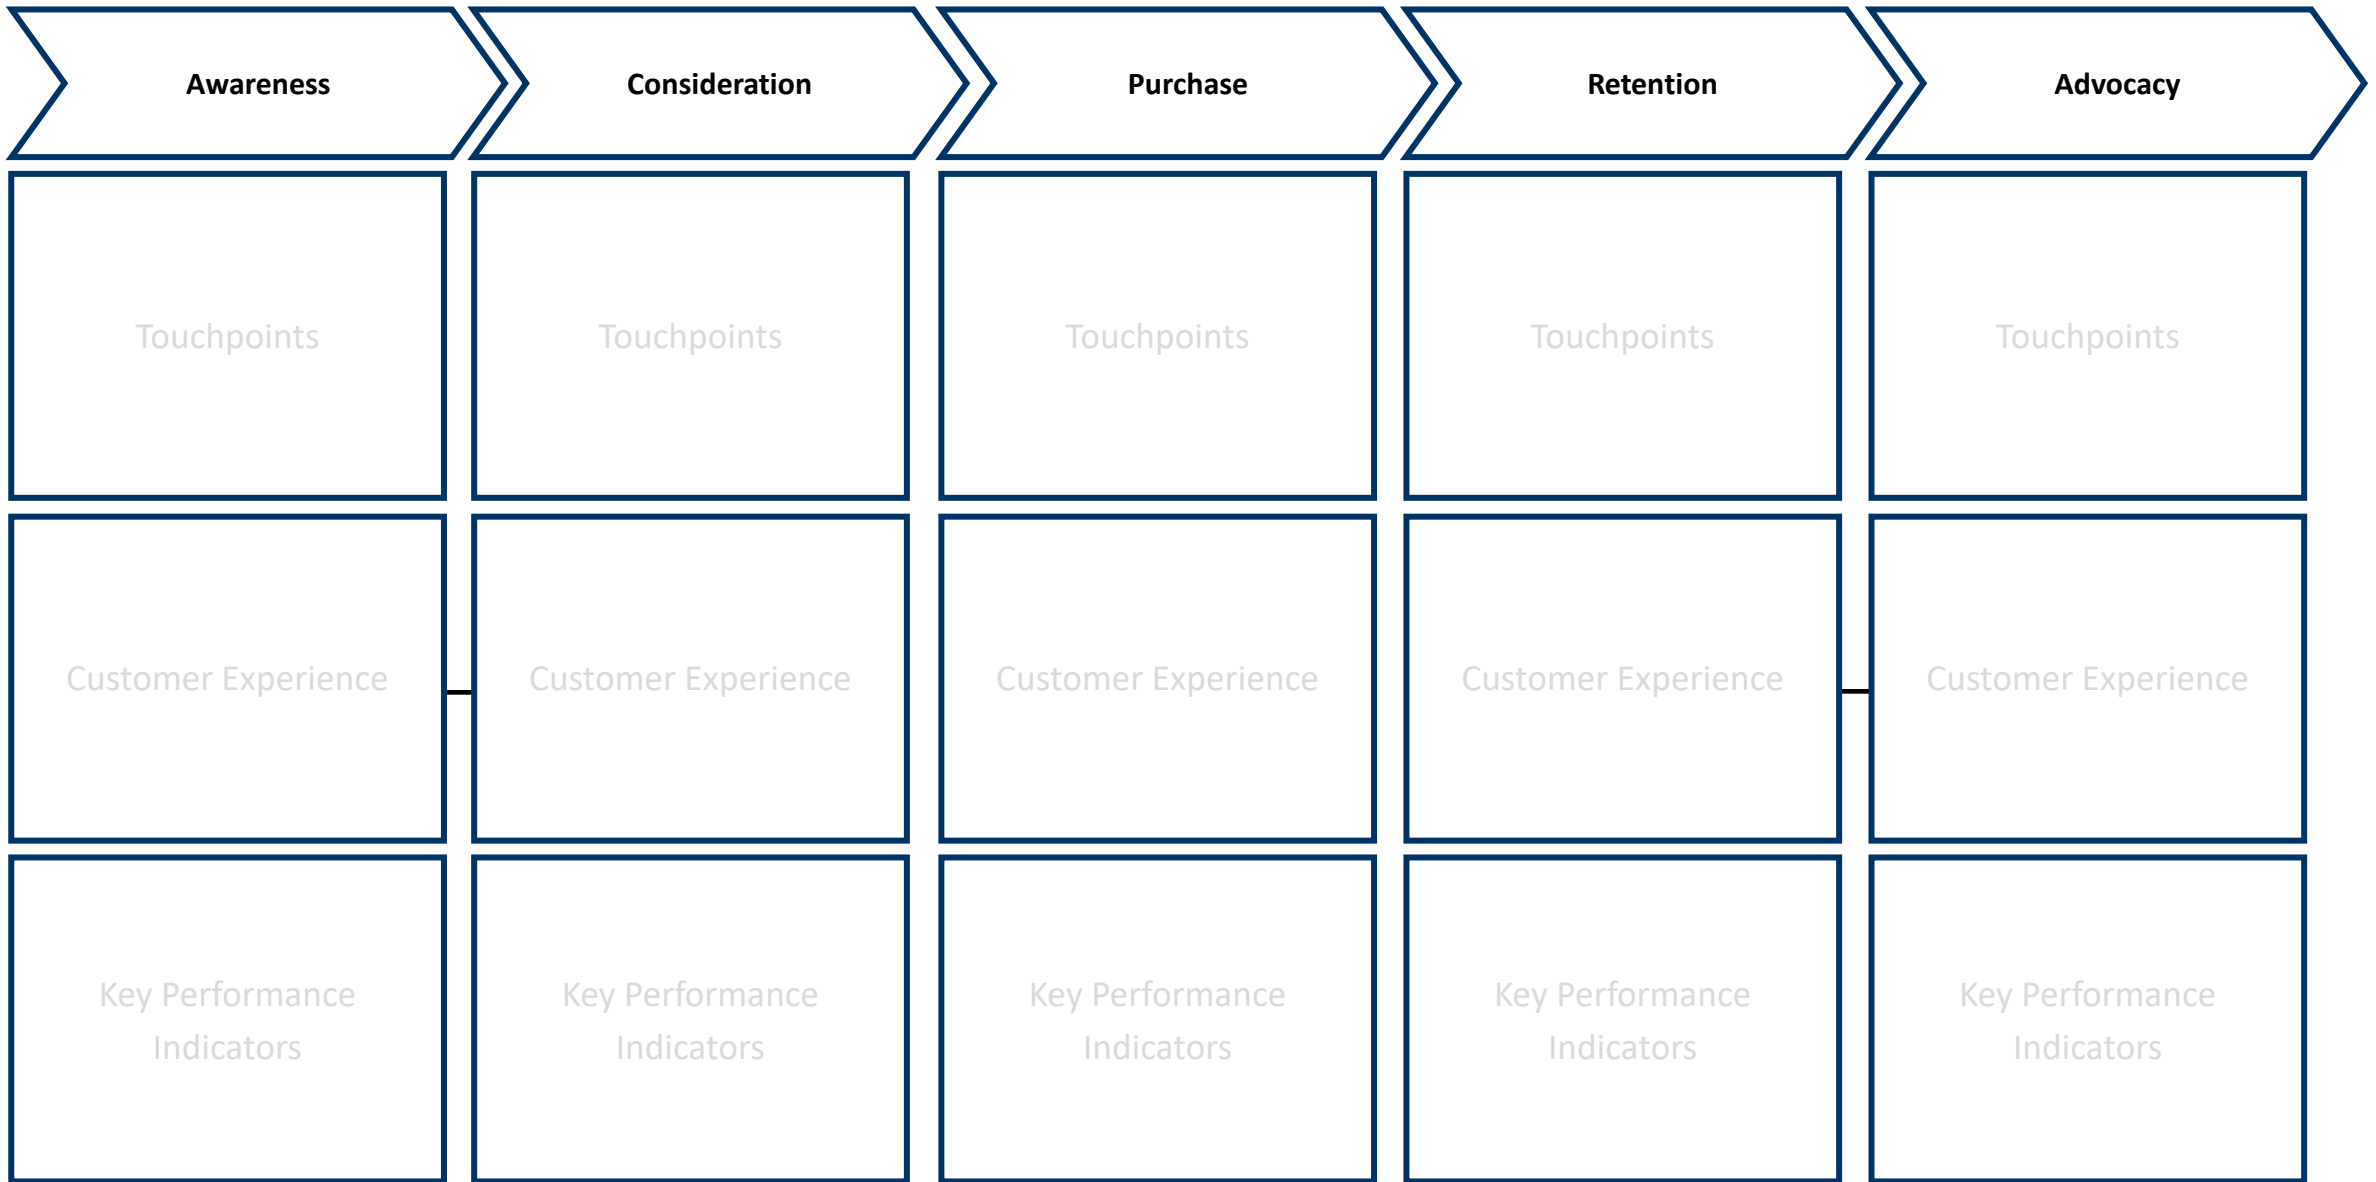 Awareness
Consideration
Purchase
Retention
Advocacy
Touchpoints
Touchpoints
Touchpoints
Touchpoints
Touchpoints
Customer Experience
Customer Experience
Customer Experience
Customer Experience
Customer Experience
Key Performance
Indicators
Key Performance
Indicators
Key Performance
Indicators
Key Performance
Indicators
Key Performance
Indicators